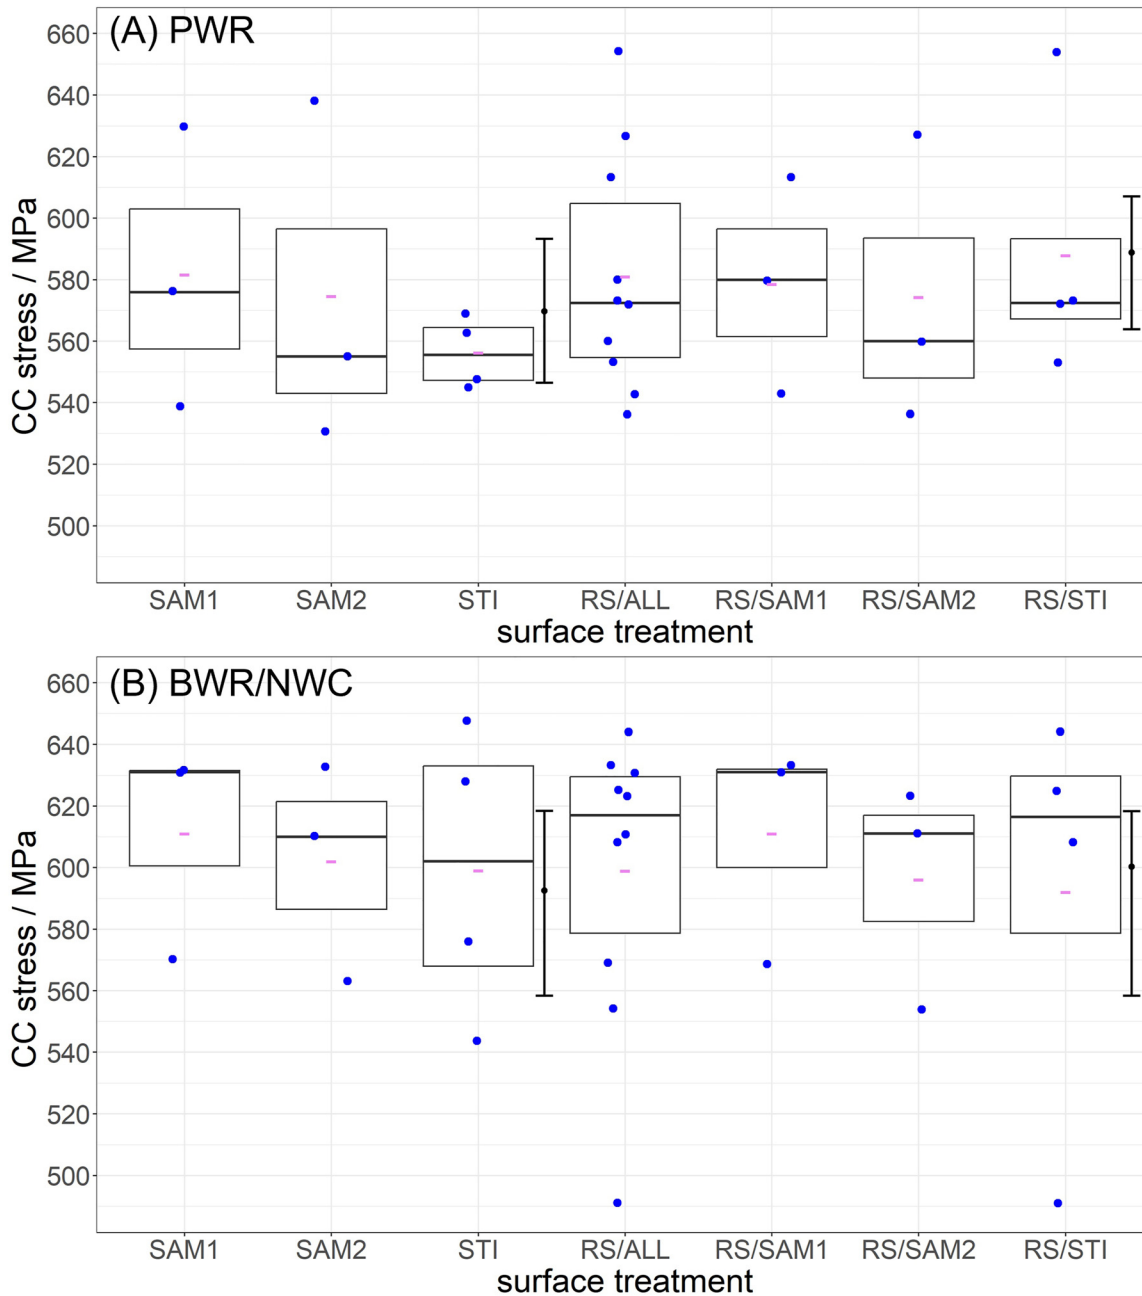 (A) PWR
CC stress / MPa
660
640
620
600
580
560
540
520
500
SAM1 SAM2 STI RS/ALL RS/SAM1 RS/SAM2 RS/STI
surface treatment
(B) BWR/NWC
CC stress / MPa
660
640
620
600
580
560
540
520
500
SAM1 SAM2 STI RS/ALL RS/SAM1 RS/SAM2 RS/STI
surface treatment